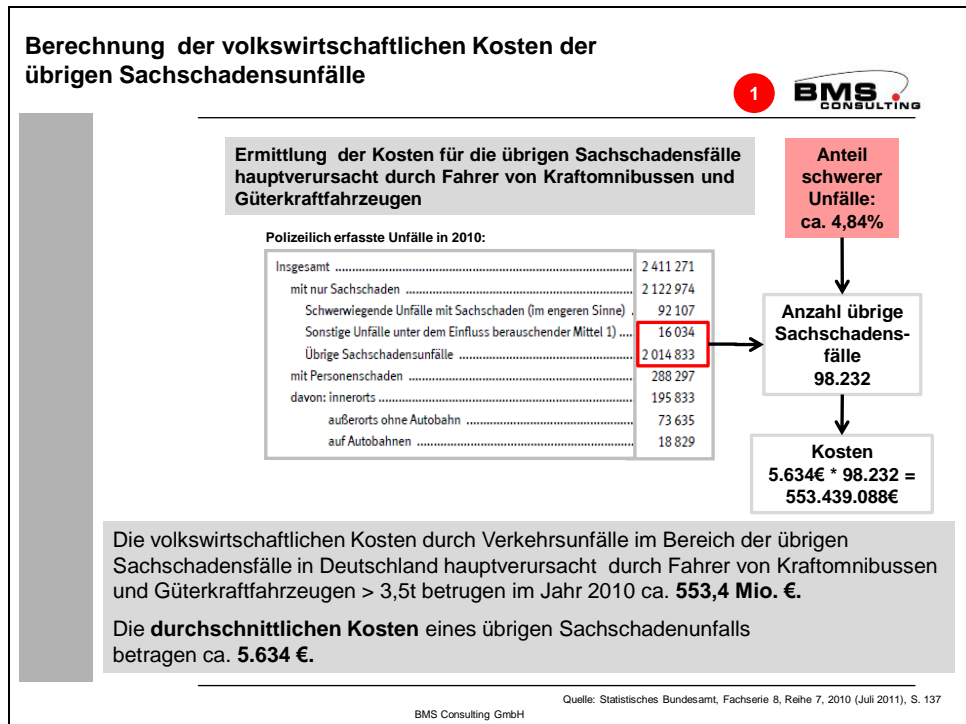 Berechnung der volkswirtschaftlichen Kosten der
übrigen Sachschadensunfälle
1
BMS
CONSULTING
Ermittlung der Kosten für die übrigen Sachschadensfälle
hauptverursacht durch Fahrer von Kraftomnibussen und
Güterkraftfahrzeugen
Anteil
schwerer
Unfälle:
ca. 4,84%
Polizeilich erfasste Unfälle in 2010:
Insgesamt ........ 2 411 271
mit nur Sachschaden ........ 2 122 974
Schwerwiegende Unfälle mit Sachschaden (im engeren Sinne) . 92 107
Sonstige Unfälle unter dem Einfluss berauschender Mittel 1) .... 16 034
Übrige Sachschadensunfälle ........ 2 014 833
mit Personenschaden ........ 288 297
davon: innerorts ........ 195 833
außerorts ohne Autobahn ........ 73 635
auf Autobahnen ........ 18 829
Anzahl übrige
Sachschadens-
fälle
98.232
Kosten
5.634€ * 98.232 =
553.439.088€
Die volkswirtschaftlichen Kosten durch Verkehrsunfälle im Bereich der übrigen
Sachschadensfälle in Deutschland hauptverursacht durch Fahrer von Kraftomnibussen
und Güterkraftfahrzeugen > 3,5t betrugen im Jahr 2010 ca. 553,4 Mio. €.
Die durchschnittlichen Kosten eines übrigen Sachschadenunfalls
betragen ca. 5.634 €.
Quelle: Statistisches Bundesamt, Fachserie 8, Reihe 7, 2010 (Juli 2011), S. 137
BMS Consulting GmbH